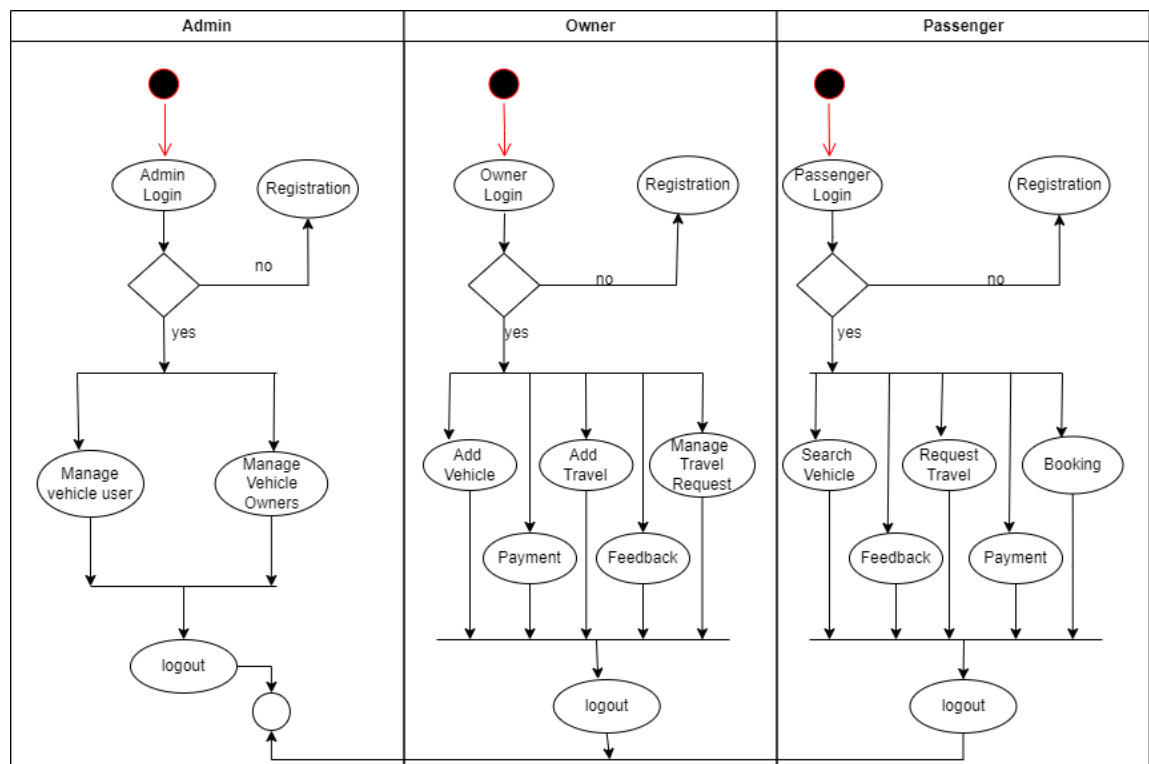 Admin
Owner
Passenger
Admin
Login
Registration
Owner
Login
Registration
Passenger
Login
Registration
no
no
no
yes
yes
yes
Manage
vehicle user
Manage
Vehicle
Owners
Add
Vehicle
Add
Travel
Manage
Travel
Request
Search
Vehicle
Request
Travel
Booking
Payment
Feedback
Feedback
Payment
logout
logout
logout